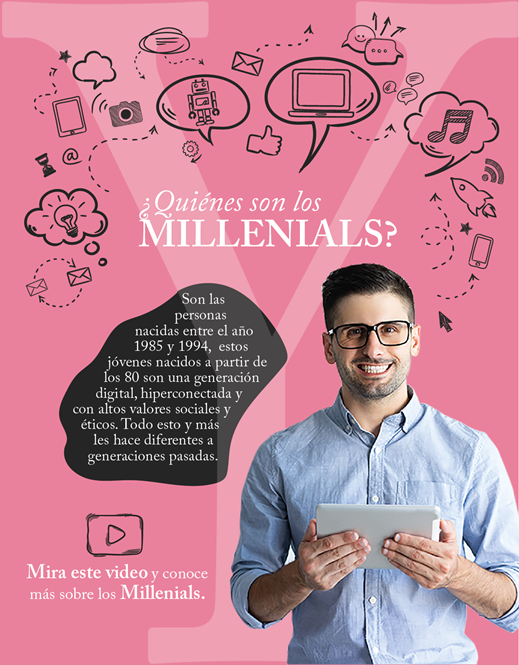 Y
¿Quiénes son los
MILLENIALS?
Son las
personas
nacidas entre el año
1985 y 1994, estos
jóvenes nacidos a partir de
los 80 son una generación
digital, hiperconectada y
con altos valores sociales y
éticos. Todo esto y más
les hace diferentes a
generaciones pasadas.
Mira este video y conoce
más sobre los Millenials.